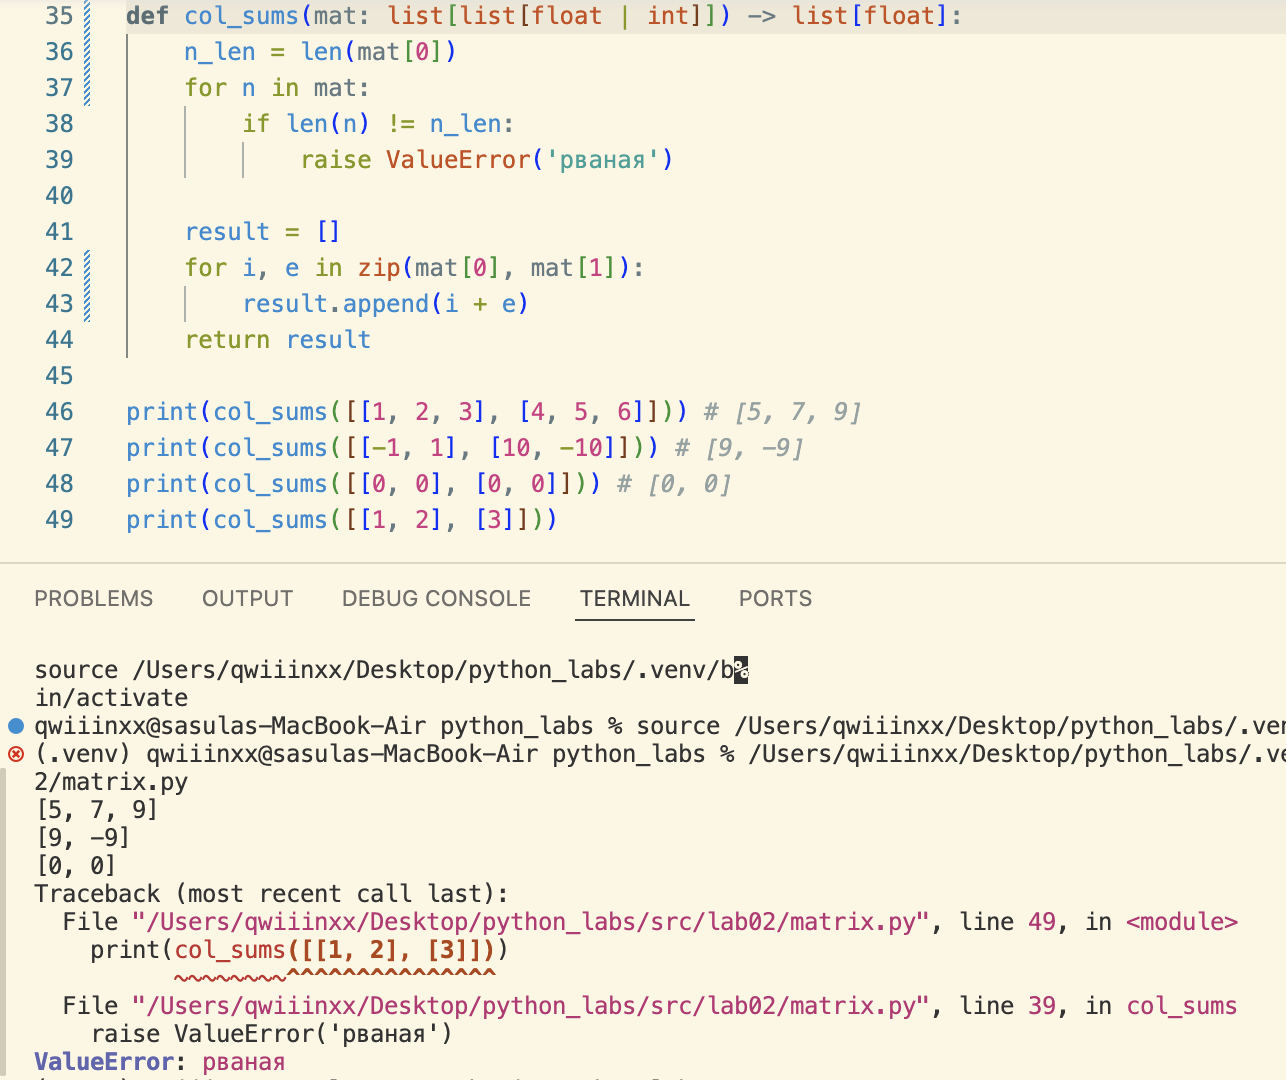 35 def col_sums(mat: list[list[float | int]]) -> list[float]:
36 n_len = len(mat[0])
37 for n in mat:
38 if len(n) != n_len:
39 raise ValueError('рваная')
40
41 result = []
42 for i, e in zip(mat[0], mat[1]):
43 result.append(i + e)
44 return result
45
46 print(col_sums([[1, 2, 3], [4, 5, 6]])) # [5, 7, 9]
47 print(col_sums([[-1, 1], [10, -10]])) # [9, -9]
48 print(col_sums([[0, 0], [0, 0]])) # [0, 0]
49 print(col_sums([[1, 2], [3]]))
PROBLEMS OUTPUT DEBUG CONSOLE TERMINAL PORTS
source /Users/qwiiinxx/Desktop/python_labs/.venv/b%
in/activate
qwiiinxx@sasulas-MacBook-Air python_labs % source /Users/qwiiinxx/Desktop/python_labs/.ven
(.venv) qwiiinxx@sasulas-MacBook-Air python_labs % /Users/qwiiinxx/Desktop/python_labs/.ve
2/matrix.py
[5, 7, 9]
[9, -9]
[0, 0]
Traceback (most recent call last):
File "/Users/qwiiinxx/Desktop/python_labs/src/lab02/matrix.py", line 49, in <module>
print(col_sums([[1, 2], [3]]))
~~~~~~~~^^^^^^^^^^^^^^^
File "/Users/qwiiinxx/Desktop/python_labs/src/lab02/matrix.py", line 39, in col_sums
raise ValueError('рваная')
ValueError: рваная